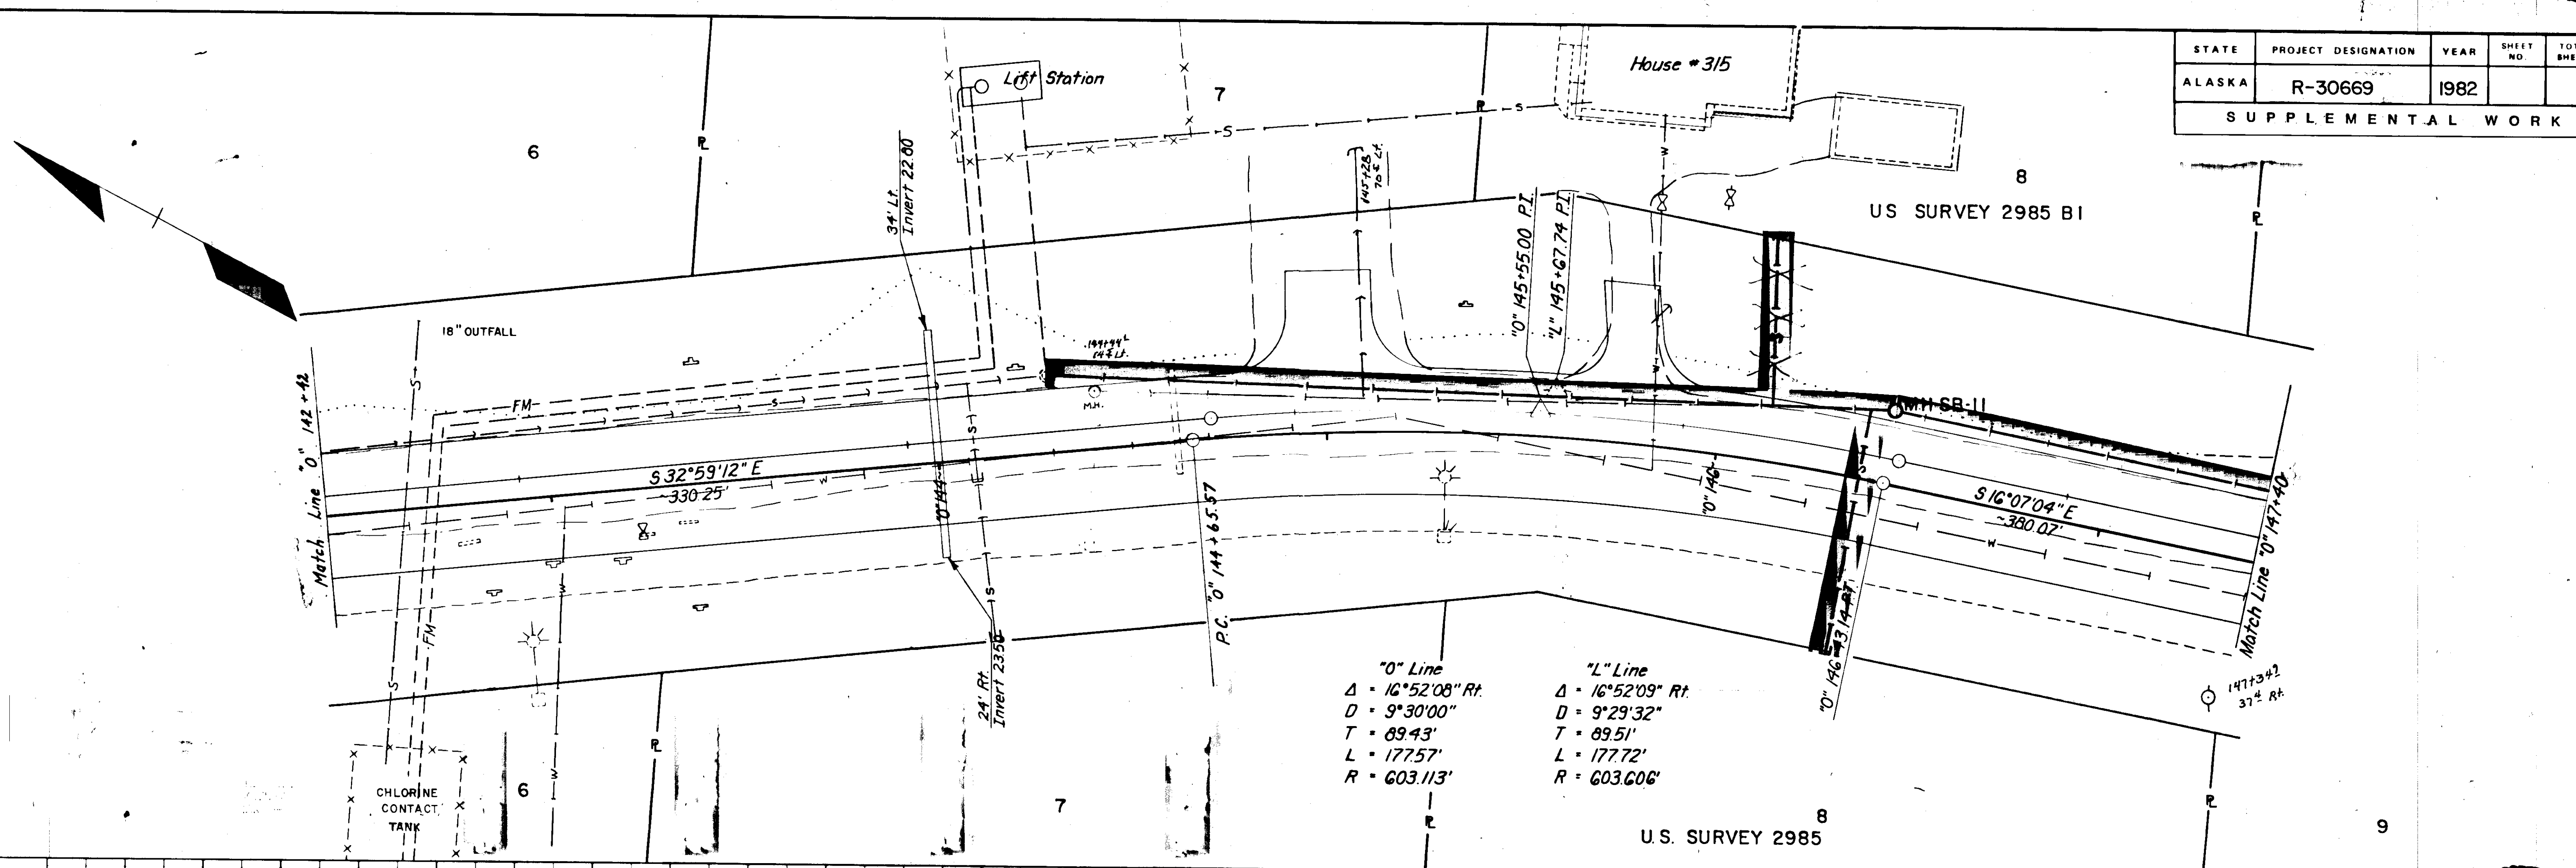 STATE PROJECT DESIGNATION YEAR SHEET NO.
ALASKA R-30669 1982
SUPPLEMENTAL WORK
6
7
8
Lift Station
House #315
US SURVEY 2985 B1
34' Lt.
Invert 22.80
145+28
"O" 145+55.00 P.I.
"L" 145+67.74 P.I.
18" OUTFALL
M.H.
MH SB-11
FM
S
W
Match Line "O" 142+42
S 32°59'12" E
~330.25'
"O" 144
"O" 146
S 16°07'04" E
~380.07'
Match Line "O" 147+40
P.C. "O" 144+65.57
"O" 146+43.14 P.T.
24' Rt.
Invert 23.50
FM
147+34
37 Rt.
"O" Line
Δ = 16°52'08" Rt.
D = 9°30'00"
T = 89.43'
L = 177.57'
R = 603.113'
"L" Line
Δ = 16°52'09" Rt.
D = 9°29'32"
T = 89.51'
L = 177.72'
R = 603.606'
CHLORINE
CONTACT
TANK
6
7
8
9
U.S. SURVEY 2985